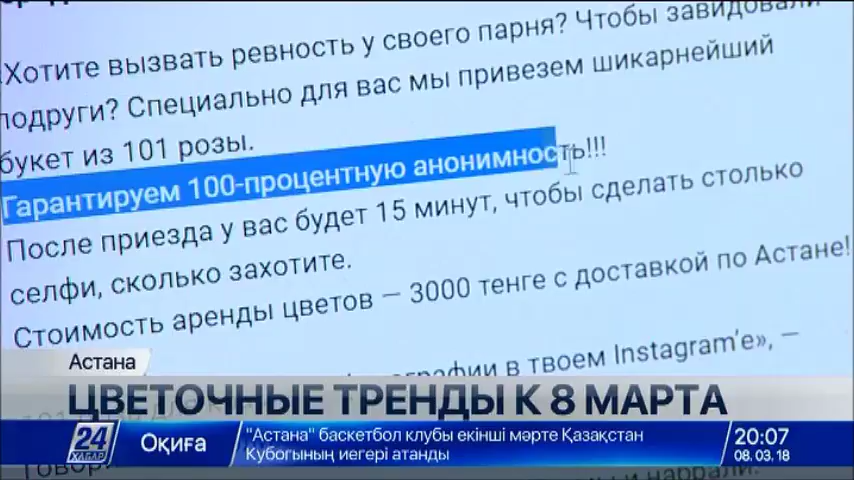 «Хотите вызвать ревность у своего парня? Чтобы завидовали
подруги? Специально для вас мы привезем шикарнейший
букет из 101 розы.
Гарантируем 100-процентную анонимность!!!
После приезда у вас будет 15 минут, чтобы сделать столько
селфи, сколько захотите.
Стоимость аренды цветов — 3000 тенге с доставкой по Астане!
в твоем Instagram'е», —
Астана
ЦВЕТОЧНЫЕ ТРЕНДЫ К 8 МАРТА
24
ХАБАР
Оқиға
"Астана" баскетбол клубы екінші мәрте Қазақстан
Кубогының иегері атанды
20:07
08.03.18